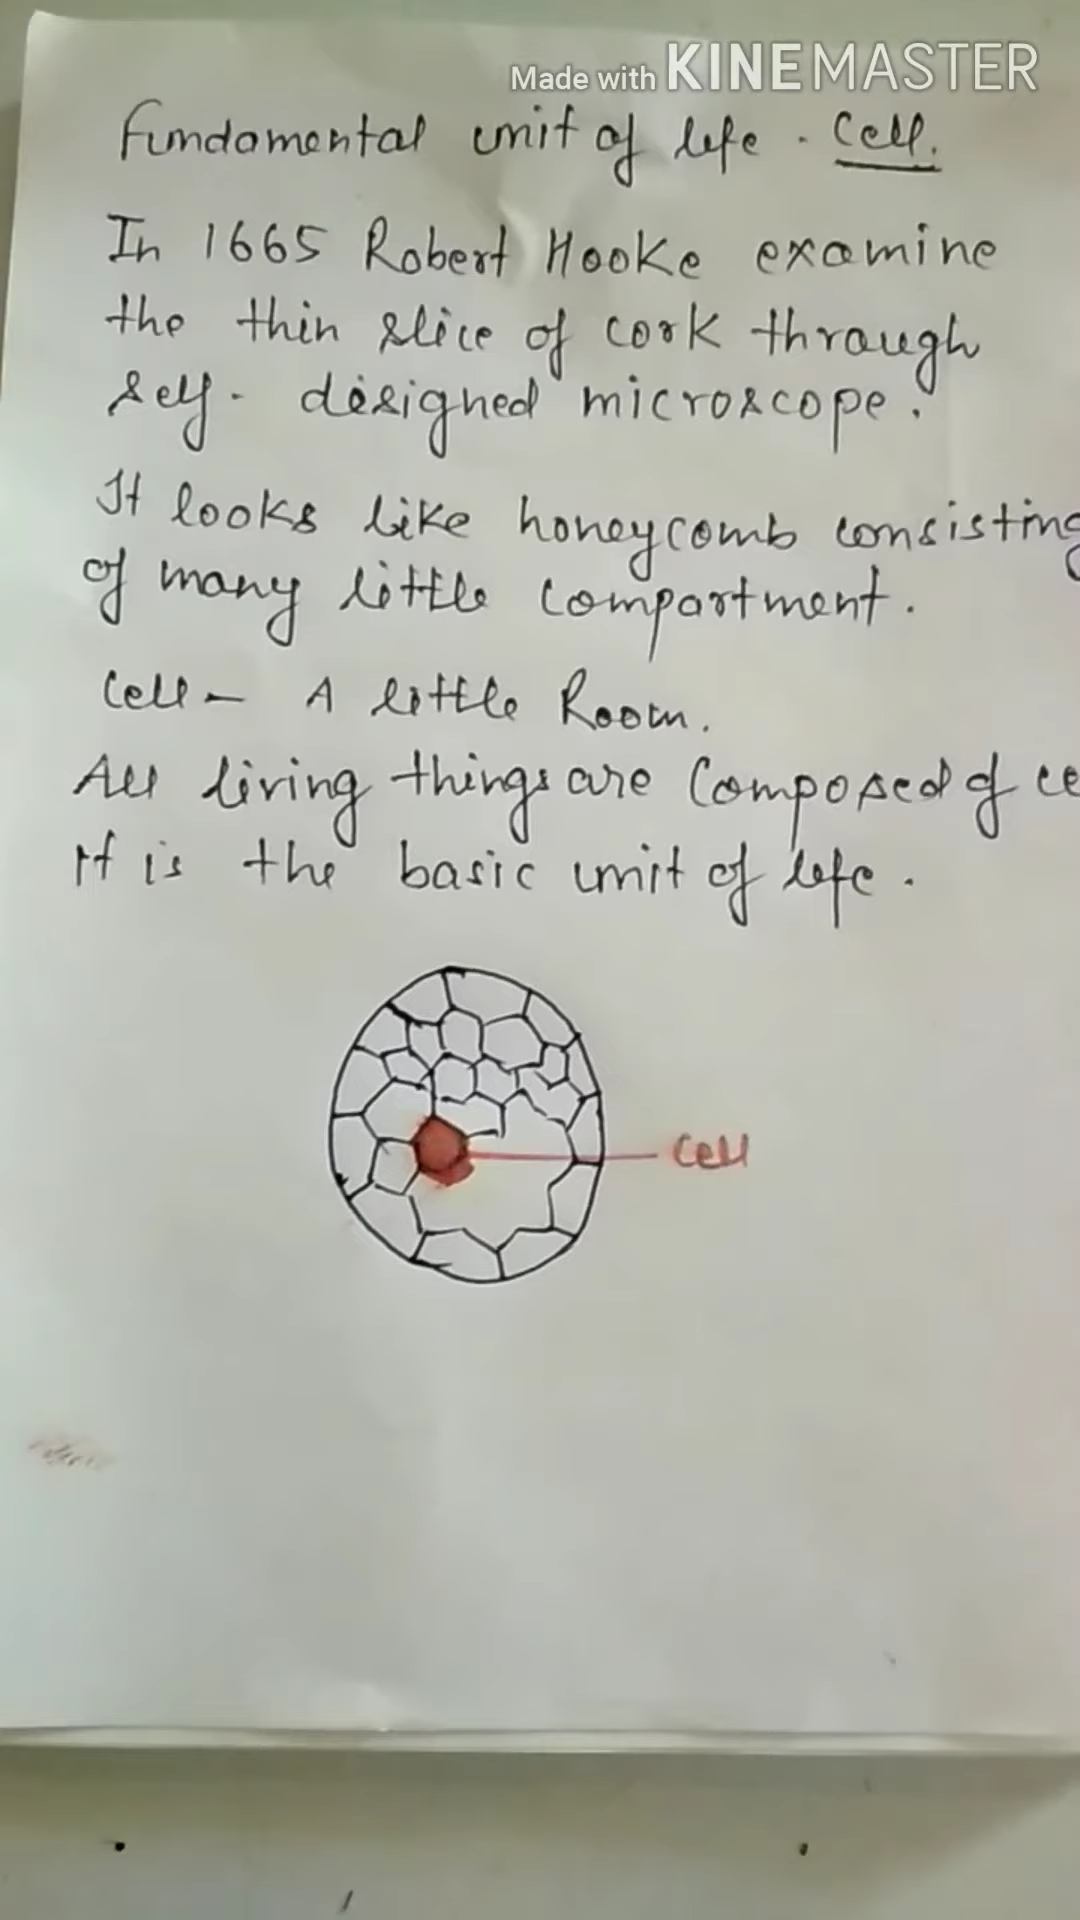 Made with KINEMASTER
Fundamental unit of life - Cell.
In 1665 Robert Hooke examine
the thin slice of cork through
self- designed microscope.
It looks like honeycomb consisting
of many little compartment.
Cell - A little Room.
All living things are composed of ce
It is the basic unit of life.
Cell